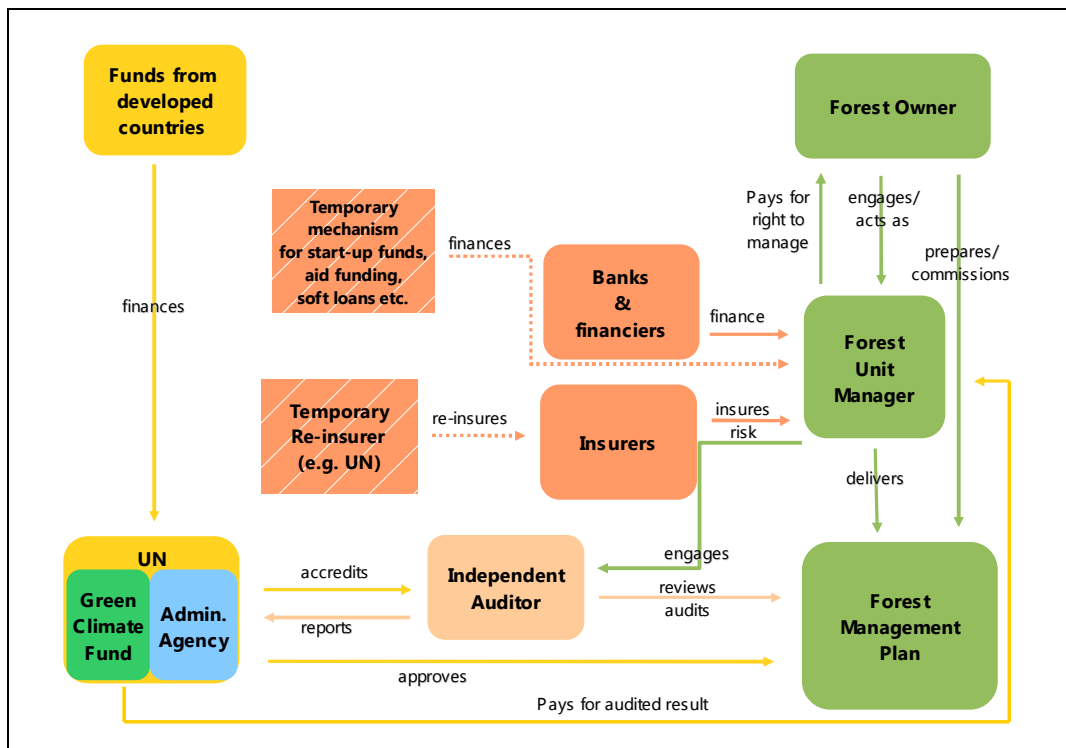 Funds from
developed
countries
Forest Owner
Temporary
mechanism
for start-up funds,
aid funding,
soft loans etc.
finances
Pays for
right to
manage
engages/
acts as
prepares/
commissions
Banks
&
financiers
finance
finances
Forest
Unit
Manager
Temporary
Re-insurer
(e.g. UN)
re-insures
Insurers
insures
risk
delivers
UN
Green
Climate
Fund
Admin.
Agency
accredits
reports
Independent
Auditor
engages
reviews
audits
Forest
Management
Plan
approves
Pays for audited result